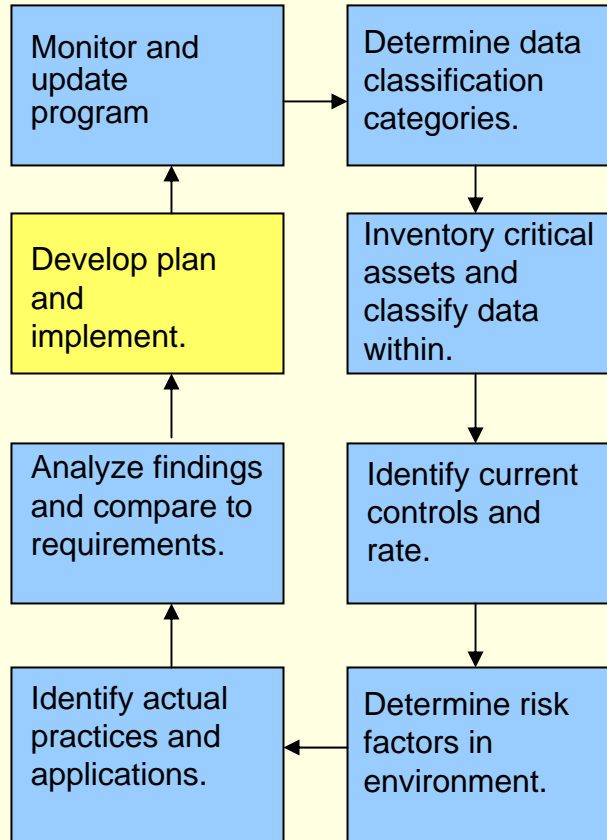 Monitor and
update
program
Determine data
classification
categories.
Develop plan
and
implement.
Inventory critical
assets and
classify data
within.
Analyze findings
and compare to
requirements.
Identify current
controls and
rate.
Identify actual
practices and
applications.
Determine risk
factors in
environment.